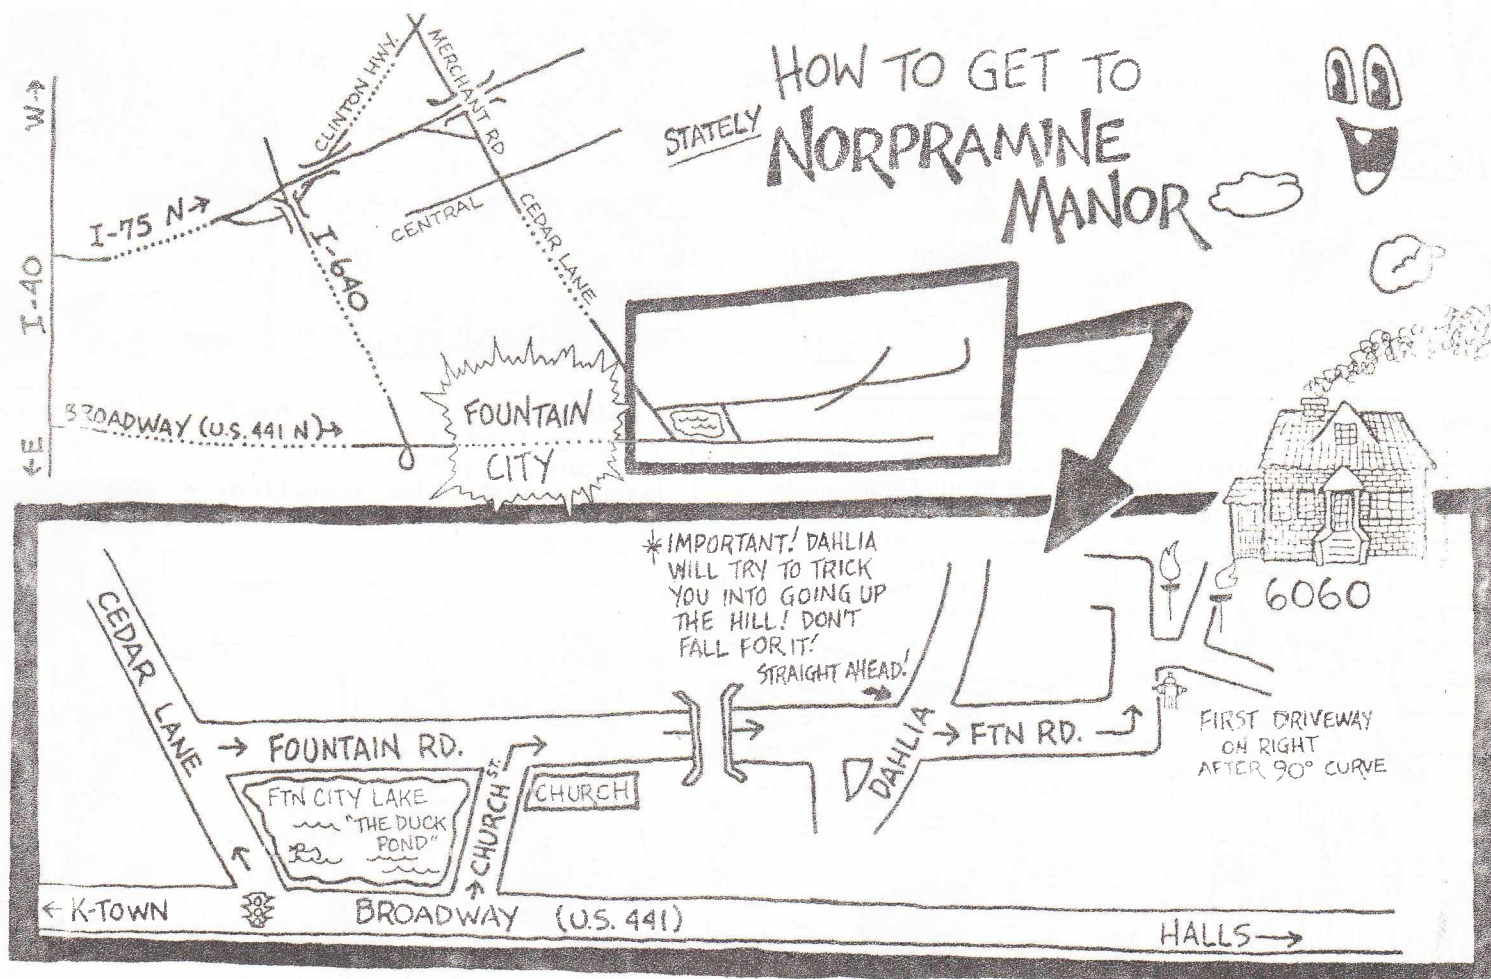 HOW TO GET TO
STATELY
NORPRAMINE
MANOR
W→
I-40
←E
CLINTON HWY.
MERCHANT RD
I-75 N→
I-640
CENTRAL
CEDAR LANE
BROADWAY (U.S. 441 N)→
FOUNTAIN
CITY
*IMPORTANT! DAHLIA
WILL TRY TO TRICK
YOU INTO GOING UP
THE HILL! DON'T
FALL FOR IT!
STRAIGHT AHEAD!
6060
CEDAR LANE
→ FOUNTAIN RD.
CHURCH ST.
CHURCH
DAHLIA
→ FTN RD.
FIRST DRIVEWAY
ON RIGHT
AFTER 90° CURVE
FTN CITY LAKE
"THE DUCK
POND"
← K-TOWN
BROADWAY (U.S. 441)
HALLS→